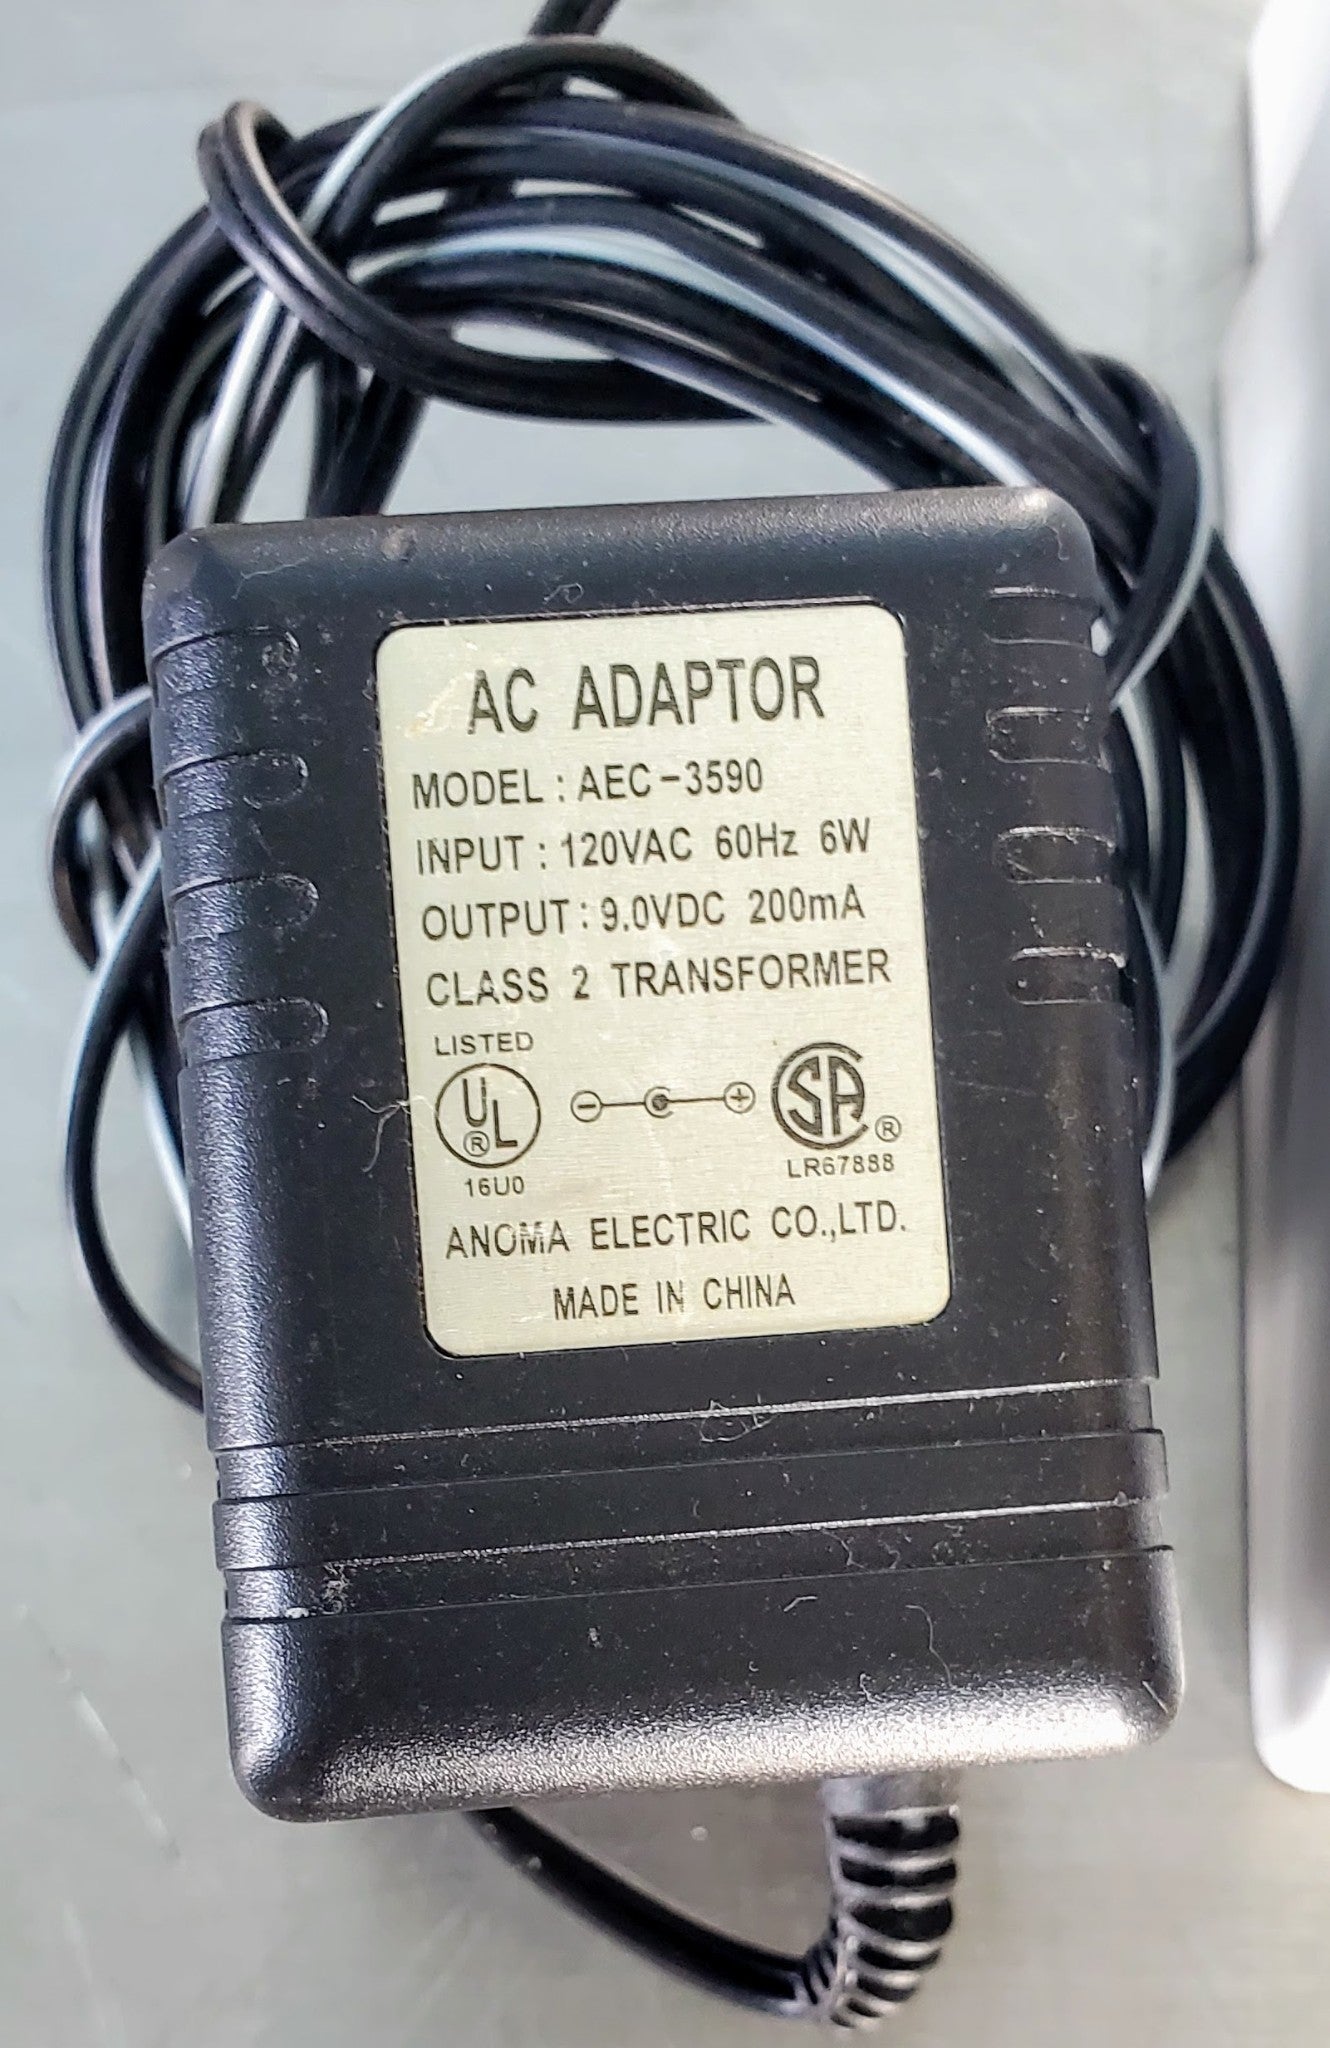 AC ADAPTOR
MODEL : AEC-3590
INPUT : 120VAC 60Hz 6W
OUTPUT : 9.0VDC 200mA
CLASS 2 TRANSFORMER
LISTED
UL ®
16U0
SA ®
LR67888
ANOMA ELECTRIC CO.,LTD.
MADE IN CHINA